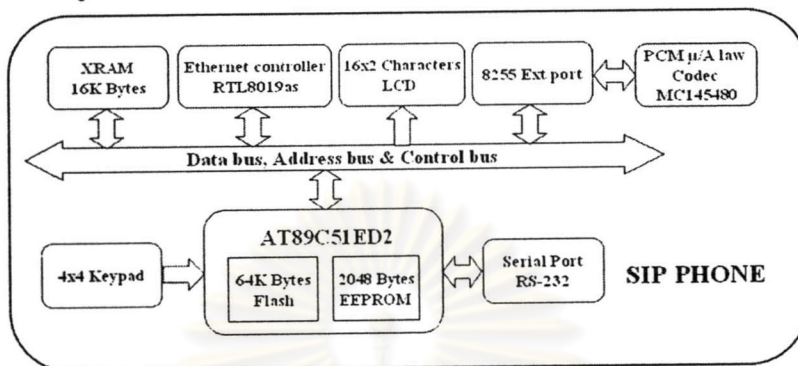 XRAM
16K Bytes
Ethernet controller
RTL8019as
16x2 Characters
LCD
8255 Ext port
PCM μ/A law
Codec
MC145480
Data bus, Address bus & Control bus
AT89C51ED2
64K Bytes
Flash
2048 Bytes
EEPROM
4x4 Keypad
Serial Port
RS-232
SIP PHONE